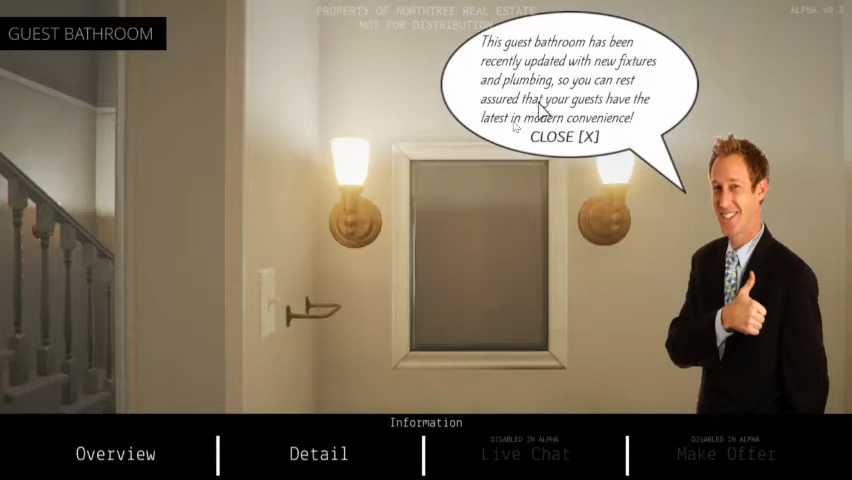 PROPERTY OF NORTHTREE REAL ESTATE
NOT FOR DISTRIBUTION
ALPHA v0.3
GUEST BATHROOM
This guest bathroom has been
recently updated with new fixtures
and plumbing, so you can rest
assured that your guests have the
latest in modern convenience!
CLOSE [X]
Information
Overview
Detail
DISABLED IN ALPHA
Live Chat
DISABLED IN ALPHA
Make Offer